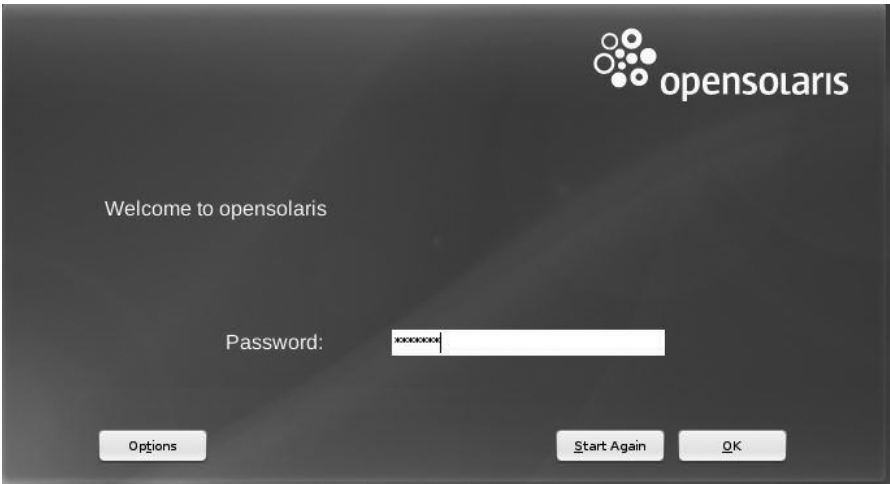 opensolaris
Welcome to opensolaris
Password: ********
Options
Start Again
OK